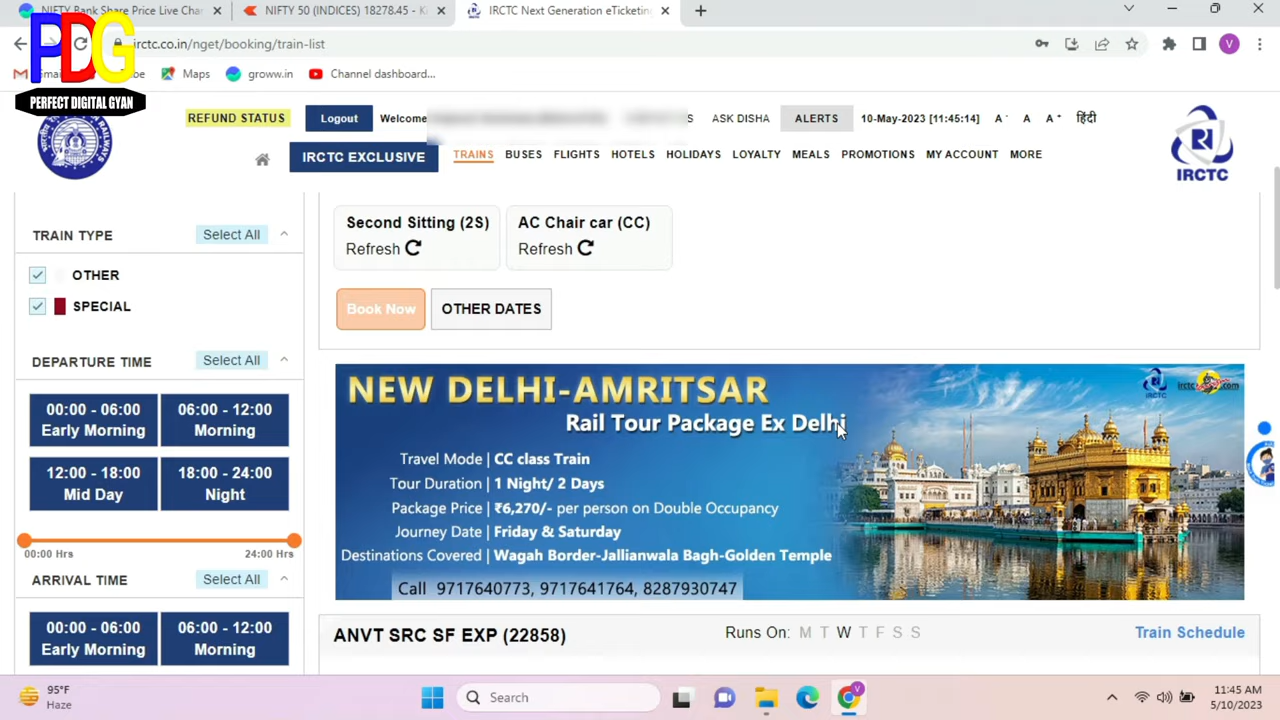 NIFTY Bank Share Price Live Cha
NIFTY 50 (INDICES) 18278.45 - K
IRCTC Next Generation eTicketing
irctc.co.in/nget/booking/train-list
Maps
groww.in
Channel dashboard...
PDG
PERFECT DIGITAL GYAN
REFUND STATUS
Logout
Welcome
ASK DISHA
ALERTS
10-May-2023 [11:45:14]
A-
A
A+
हिंदी
IRCTC EXCLUSIVE
TRAINS
BUSES
FLIGHTS
HOTELS
HOLIDAYS
LOYALTY
MEALS
PROMOTIONS
MY ACCOUNT
MORE
IRCTC
TRAIN TYPE
Select All
OTHER
SPECIAL
DEPARTURE TIME
Select All
00:00 - 06:00
Early Morning
06:00 - 12:00
Morning
12:00 - 18:00
Mid Day
18:00 - 24:00
Night
00:00 Hrs
24:00 Hrs
ARRIVAL TIME
Select All
00:00 - 06:00
Early Morning
06:00 - 12:00
Morning
Second Sitting (2S)
Refresh
AC Chair car (CC)
Refresh
Book Now
OTHER DATES
NEW DELHI-AMRITSAR
Rail Tour Package Ex Delhi
Travel Mode | CC class Train
Tour Duration | 1 Night/ 2 Days
Package Price | ₹6,270/- per person on Double Occupancy
Journey Date | Friday & Saturday
Destinations Covered | Wagah Border-Jallianwala Bagh-Golden Temple
Call 9717640773, 9717641764, 8287930747
ANVT SRC SF EXP (22858)
Runs On: M T W T F S S
Train Schedule
95°F
Haze
Search
11:45 AM
5/10/2023